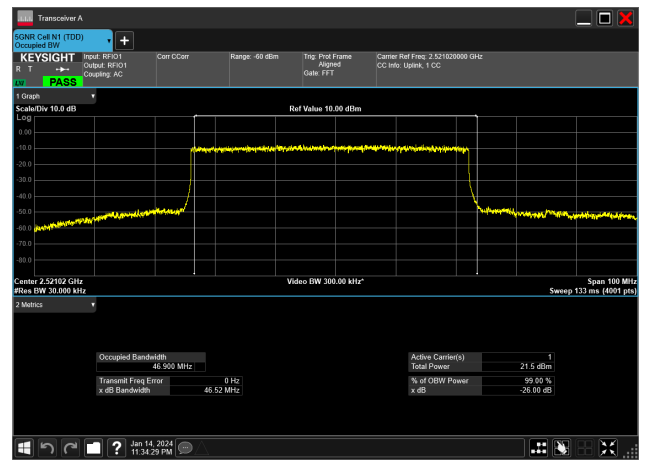 Transceiver A
5GNR Cell N1 (TDD)
Occupied BW
KEYSIGHT
R T
LV
PASS
Input: RFIO1
Output: RFIO1
Coupling: AC
Corr CCorr
Range: -60 dBm
Trig: Prot Frame
Aligned
Gate: FFT
Carrier Ref Freq: 2.521020000 GHz
CC Info: Uplink, 1 CC
1 Graph
Scale/Div 10.0 dB
Ref Value 10.00 dBm
Log
0.00
-10.0
-20.0
-30.0
-40.0
-50.0
-60.0
-70.0
-80.0
Center 2.52102 GHz
Video BW 300.00 kHz*
Span 100 MHz
#Res BW 30.000 kHz
Sweep 133 ms (4001 pts)
2 Metrics
Occupied Bandwidth
46.900 MHz
Active Carrier(s) 1
Total Power 21.5 dBm
Transmit Freq Error 0 Hz
x dB Bandwidth 46.52 MHz
% of OBW Power 99.00 %
x dB -26.00 dB
?
Jan 14, 2024
11:34:29 PM